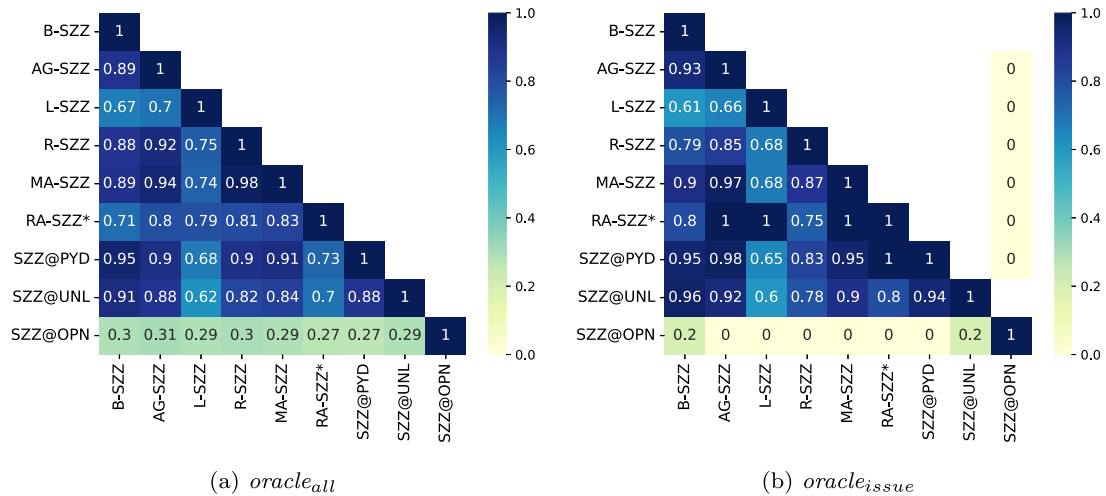 B-SZZ 1
AG-SZZ 0.89 1
L-SZZ 0.67 0.7 1
R-SZZ 0.88 0.92 0.75 1
MA-SZZ 0.89 0.94 0.74 0.98 1
RA-SZZ* 0.71 0.8 0.79 0.81 0.83 1
SZZ@PYD 0.95 0.9 0.68 0.9 0.91 0.73 1
SZZ@UNL 0.91 0.88 0.62 0.82 0.84 0.7 0.88 1
SZZ@OPN 0.3 0.31 0.29 0.3 0.29 0.27 0.27 0.29 1
B-SZZ
AG-SZZ
L-SZZ
R-SZZ
MA-SZZ
RA-SZZ*
SZZ@PYD
SZZ@UNL
SZZ@OPN
1.0
0.8
0.6
0.4
0.2
0.0
(a) oracle_all
B-SZZ 1
AG-SZZ 0.93 1 0
L-SZZ 0.61 0.66 1 0
R-SZZ 0.79 0.85 0.68 1 0
MA-SZZ 0.9 0.97 0.68 0.87 1 0
RA-SZZ* 0.8 1 1 0.75 1 1 0
SZZ@PYD 0.95 0.98 0.65 0.83 0.95 1 1 0
SZZ@UNL 0.96 0.92 0.6 0.78 0.9 0.8 0.94 1
SZZ@OPN 0.2 0 0 0 0 0 0 0.2 1
B-SZZ
AG-SZZ
L-SZZ
R-SZZ
MA-SZZ
RA-SZZ*
SZZ@PYD
SZZ@UNL
SZZ@OPN
1.0
0.8
0.6
0.4
0.2
0.0
(b) oracle_issue